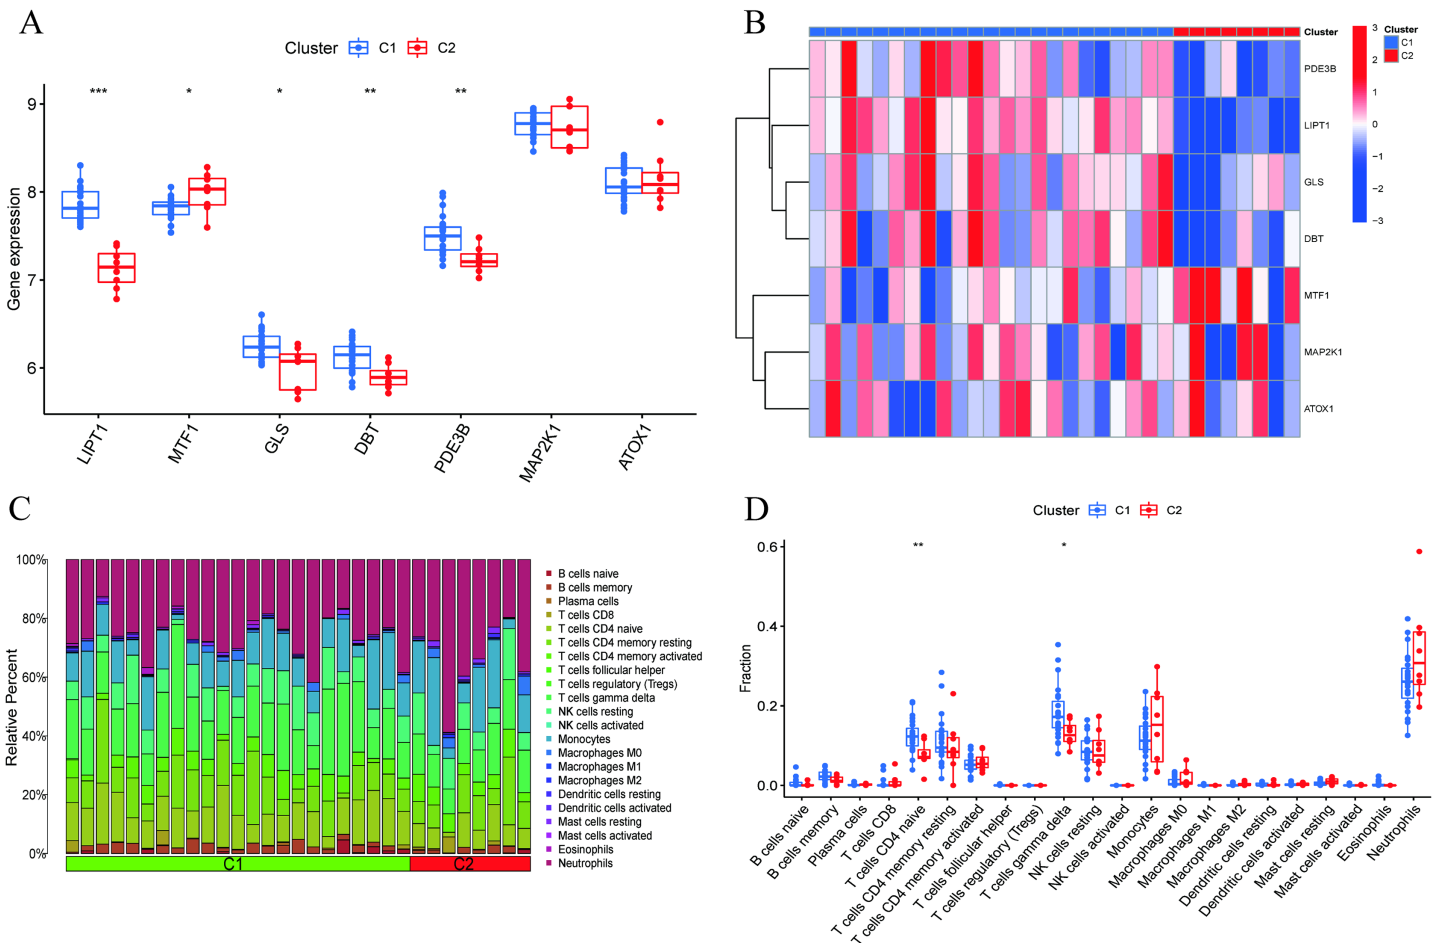 A
Cluster C1 C2
Gene expression
9
8
7
6
***
*
*
**
**
LIPT1
MTF1
GLS
DBT
PDE3B
MAP2K1
ATOX1
B
Cluster
PDE3B
LIPT1
GLS
DBT
MTF1
MAP2K1
ATOX1
3
2
1
0
−1
−2
−3
Cluster
C1
C2
C
Relative Percent
100%
80%
60%
40%
20%
0%
C1
C2
B cells naive
B cells memory
Plasma cells
T cells CD8
T cells CD4 naive
T cells CD4 memory resting
T cells CD4 memory activated
T cells follicular helper
T cells regulatory (Tregs)
T cells gamma delta
NK cells resting
NK cells activated
Monocytes
Macrophages M0
Macrophages M1
Macrophages M2
Dendritic cells resting
Dendritic cells activated
Mast cells resting
Mast cells activated
Eosinophils
Neutrophils
D
Cluster C1 C2
Fraction
0.6
0.4
0.2
0.0
**
*
B cells naive
B cells memory
Plasma cells
T cells CD8
T cells CD4 naive
T cells CD4 memory resting
T cells CD4 memory activated
T cells follicular helper
T cells regulatory (Tregs)
T cells gamma delta
NK cells resting
NK cells activated
Monocytes
Macrophages M0
Macrophages M1
Macrophages M2
Dendritic cells resting
Dendritic cells activated
Mast cells resting
Mast cells activated
Eosinophils
Neutrophils